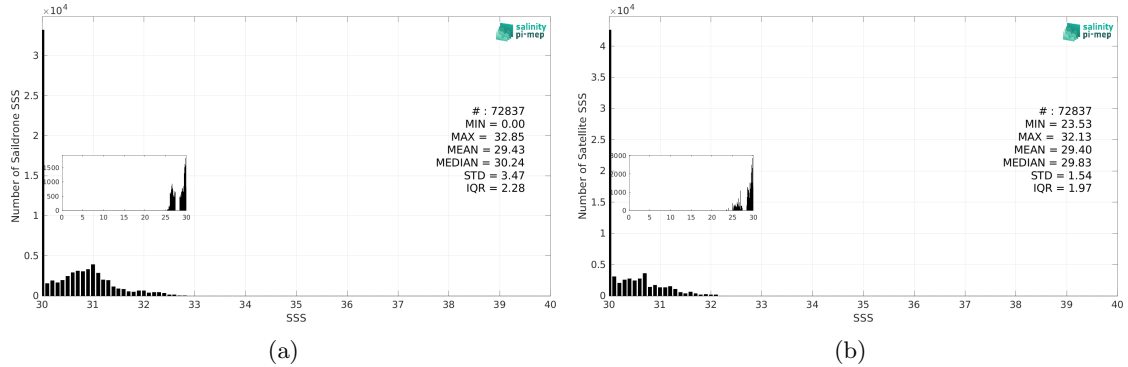 ×10^4
3
2.5
2
1.5
1
0.5
0
Number of Saildrone SSS
salinity
pi-mep
# : 72837
MIN = 0.00
MAX = 32.85
MEAN = 29.43
MEDIAN = 30.24
STD = 3.47
IQR = 2.28
1500
1000
500
0
0 5 10 15 20 25 30
30 31 32 33 34 35 36 37 38 39 40
SSS
(a)
×10^4
4
3.5
3
2.5
2
1.5
1
0.5
0
Number of Satellite SSS
salinity
pi-mep
# : 72837
MIN = 23.53
MAX = 32.13
MEAN = 29.40
MEDIAN = 29.83
STD = 1.54
IQR = 1.97
3000
2000
1000
0
0 5 10 15 20 25 30
30 31 32 33 34 35 36 37 38 39 40
SSS
(b)